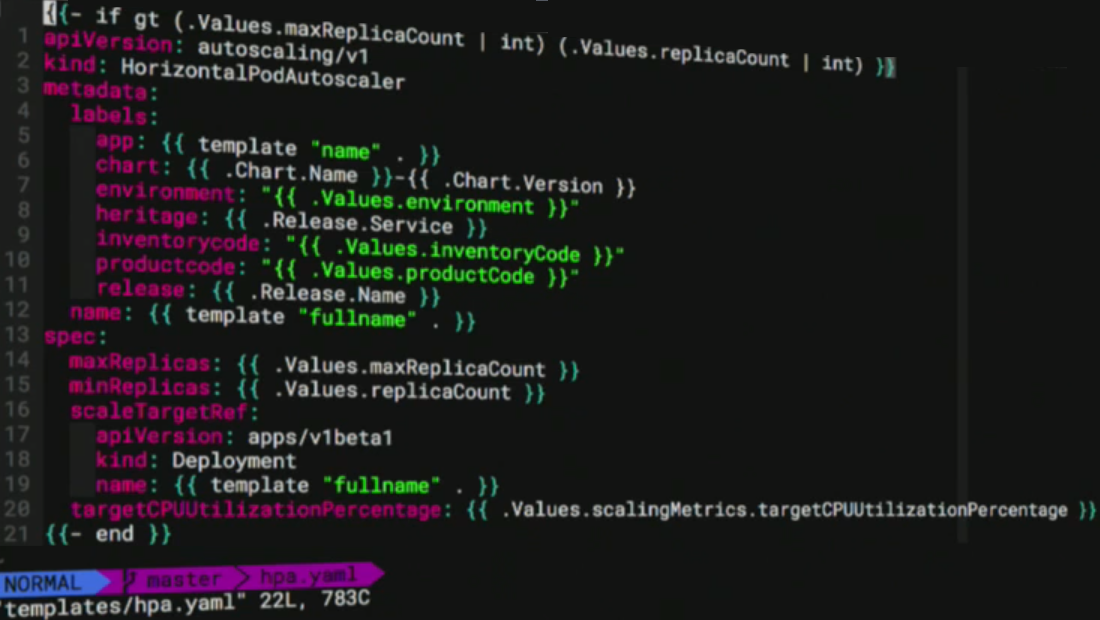 {{- if gt (.Values.maxReplicaCount | int) (.Values.replicaCount | int) }}
1 apiVersion: autoscaling/v1
2 kind: HorizontalPodAutoscaler
3 metadata:
4   labels:
5     app: {{ template "name" . }}
6     chart: {{ .Chart.Name }}-{{ .Chart.Version }}
7     environment: "{{ .Values.environment }}"
8     heritage: {{ .Release.Service }}
9     inventorycode: "{{ .Values.inventoryCode }}"
10     productcode: "{{ .Values.productCode }}"
11     release: {{ .Release.Name }}
12   name: {{ template "fullname" . }}
13 spec:
14   maxReplicas: {{ .Values.maxReplicaCount }}
15   minReplicas: {{ .Values.replicaCount }}
16   scaleTargetRef:
17     apiVersion: apps/v1beta1
18     kind: Deployment
19     name: {{ template "fullname" . }}
20   targetCPUUtilizationPercentage: {{ .Values.scalingMetrics.targetCPUUtilizationPercentage }}
21 {{- end }}
NORMAL master hpa.yaml
"templates/hpa.yaml" 22L, 783C